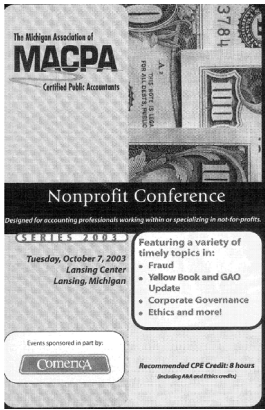 The Michigan Association of
MACPA
Certified Public Accountants
Nonprofit Conference
Designed for accounting professionals working within or specializing in not-for-profits.
SERIES 2003
Tuesday, October 7, 2003
Lansing Center
Lansing, Michigan
Featuring a variety of
timely topics in:
• Fraud
• Yellow Book and GAO
Update
• Corporate Governance
• Ethics and more!
Events sponsored in part by:
Comerica
Recommended CPE Credit: 8 hours
(including A&A and Ethics credits)